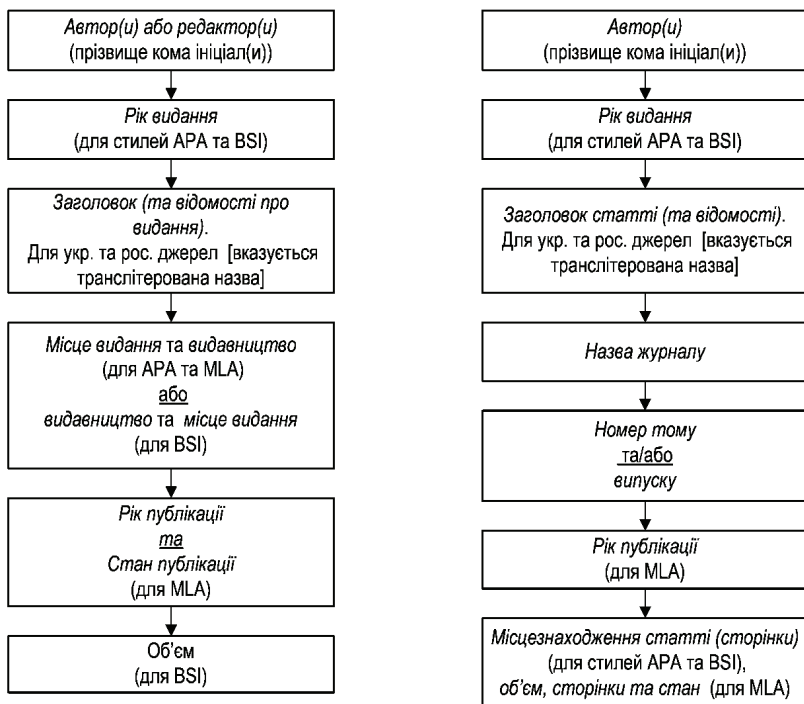 Автор(и) або редактор(и)
(прізвище кома ініціал(и))
Рік видання
(для стилей APA та BSI)
Заголовок (та відомості про
видання).
Для укр. та рос. джерел [вказується
транслітерована назва]
Місце видання та видавництво
(для APA та MLA)
або
видавництво та місце видання
(для BSI)
Рік публікації
та
Стан публікації
(для MLA)
Об'єм
(для BSI)
Автор(и)
(прізвище кома ініціал(и))
Рік видання
(для стилей APA та BSI)
Заголовок статті (та відомості).
Для укр. та рос. джерел [вказується
транслітерована назва]
Назва журналу
Номер тому
та/або
випуску
Рік публікації
(для MLA)
Місцезнаходження статті (сторінки)
(для стилей APA та BSI),
об'єм, сторінки та стан (для MLA)